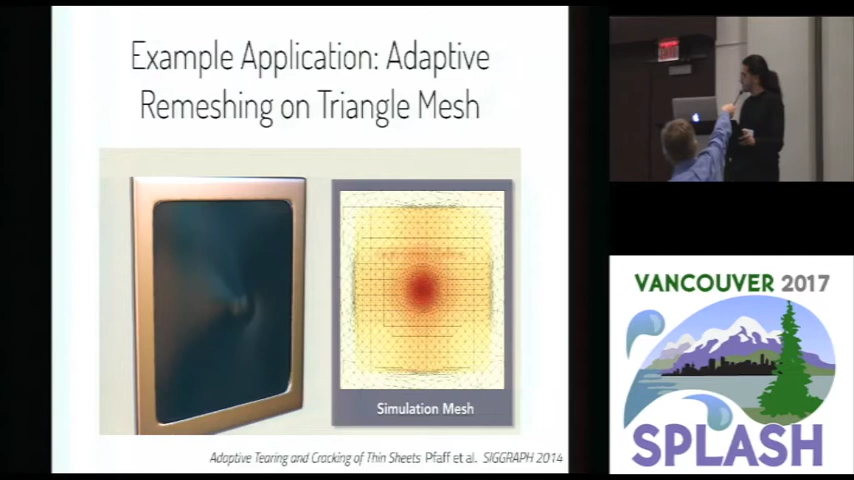 Example Application: Adaptive
Remeshing on Triangle Mesh
Simulation Mesh
Adaptive Tearing and Cracking of Thin Sheets Pfaff et al. SIGGRAPH 2014
VANCOUVER 2017
SPLASH